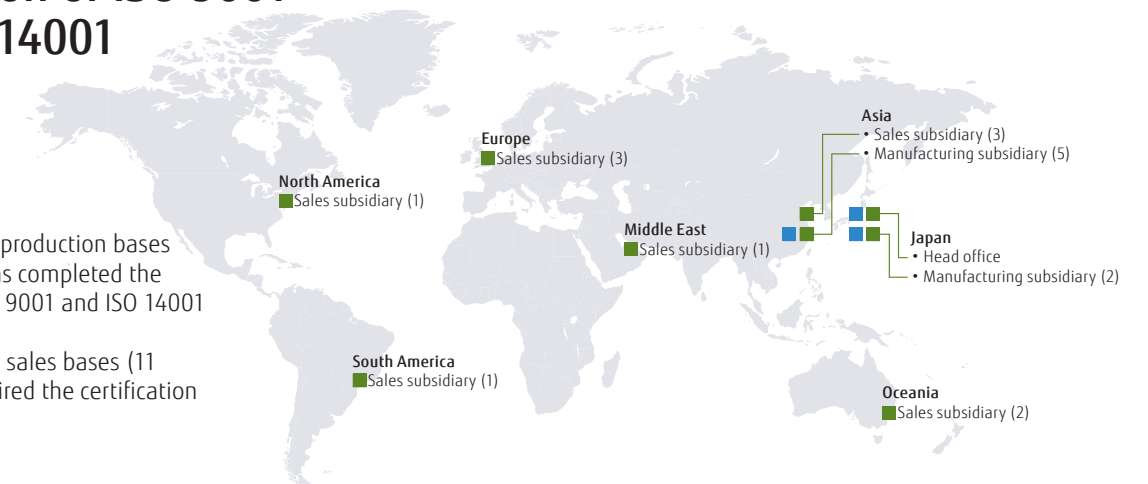 14001
production bases
completed the
9001 and ISO 14001
sales bases (11
the certification
North America
Sales subsidiary (1)
Europe
Sales subsidiary (3)
Middle East
Sales subsidiary (1)
South America
Sales subsidiary (1)
Asia
• Sales subsidiary (3)
• Manufacturing subsidiary (5)
Japan
• Head office
• Manufacturing subsidiary (2)
Oceania
Sales subsidiary (2)